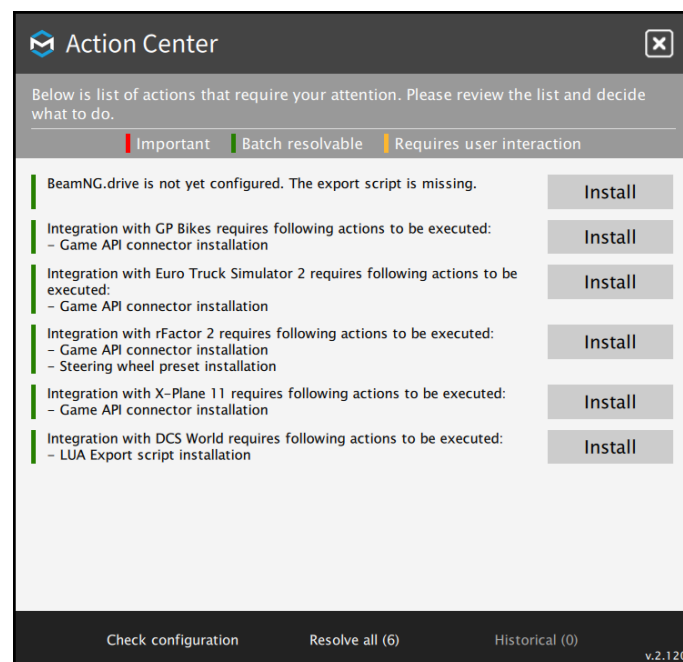 Action Center
Below is list of actions that require your attention. Please review the list and decide
what to do.
Important Batch resolvable Requires user interaction
BeamNG.drive is not yet configured. The export script is missing.
Install
Integration with GP Bikes requires following actions to be executed:
– Game API connector installation
Install
Integration with Euro Truck Simulator 2 requires following actions to be
executed:
– Game API connector installation
Install
Integration with rFactor 2 requires following actions to be executed:
– Game API connector installation
– Steering wheel preset installation
Install
Integration with X–Plane 11 requires following actions to be executed:
– Game API connector installation
Install
Integration with DCS World requires following actions to be executed:
– LUA Export script installation
Install
Check configuration Resolve all (6) Historical (0)
v.2.120